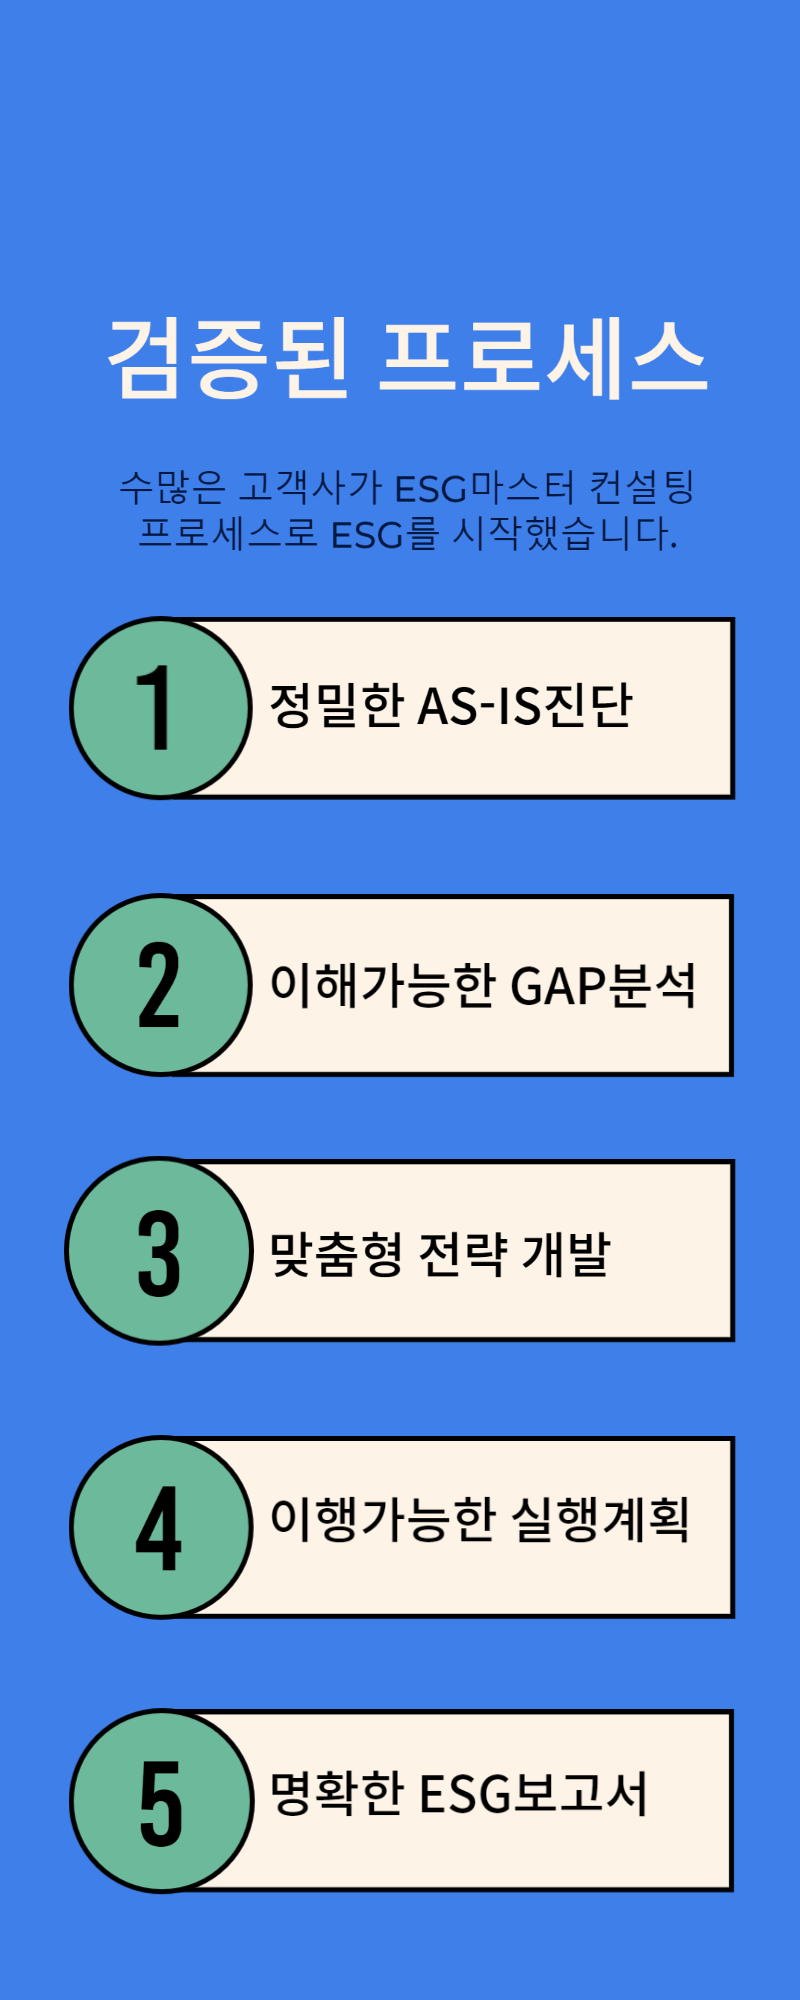 검증된 프로세스
수많은 고객사가 ESG마스터 컨설팅
프로세스로 ESG를 시작했습니다.
1
정밀한 AS-IS진단
2
이해가능한 GAP분석
3
맞춤형 전략 개발
4
이행가능한 실행계획
5
명확한 ESG보고서